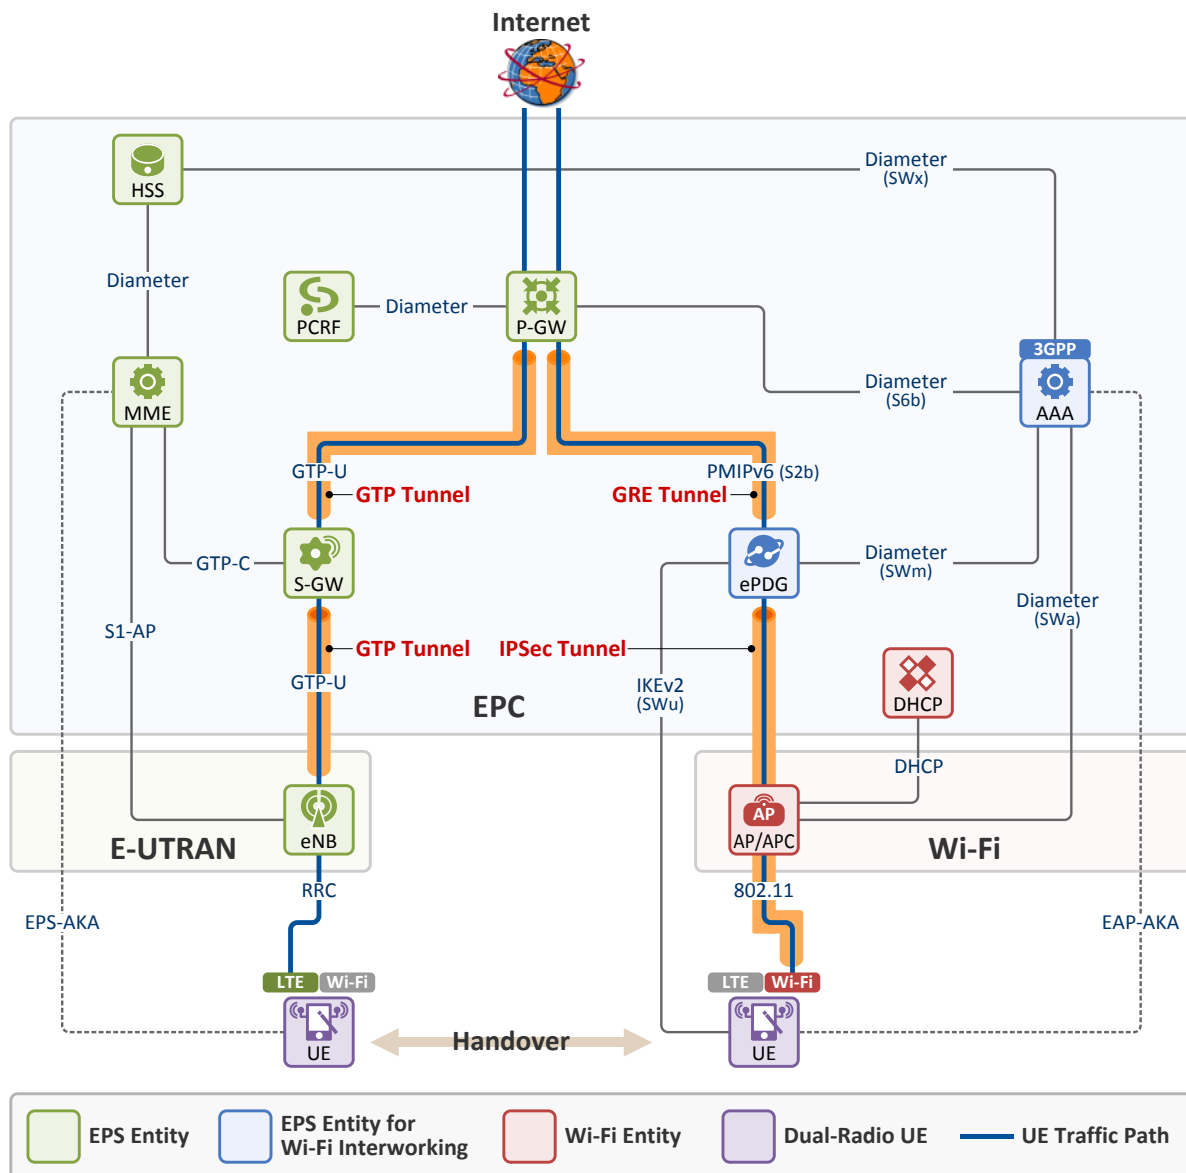 Internet
HSS
Diameter
(SWx)
Diameter
PCRF
Diameter
P-GW
3GPP
AAA
Diameter
(S6b)
MME
GTP-U
PMIPv6 (S2b)
GTP Tunnel
GRE Tunnel
GTP-C
S-GW
ePDG
Diameter
(SWm)
Diameter
(SWa)
S1-AP
GTP Tunnel
IPSec Tunnel
GTP-U
IKEv2
(SWu)
DHCP
EPC
DHCP
E-UTRAN
eNB
AP
AP/APC
Wi-Fi
RRC
802.11
EPS-AKA
EAP-AKA
LTE
Wi-Fi
LTE
Wi-Fi
UE
Handover
UE
EPS Entity
EPS Entity for
Wi-Fi Interworking
Wi-Fi Entity
Dual-Radio UE
UE Traffic Path